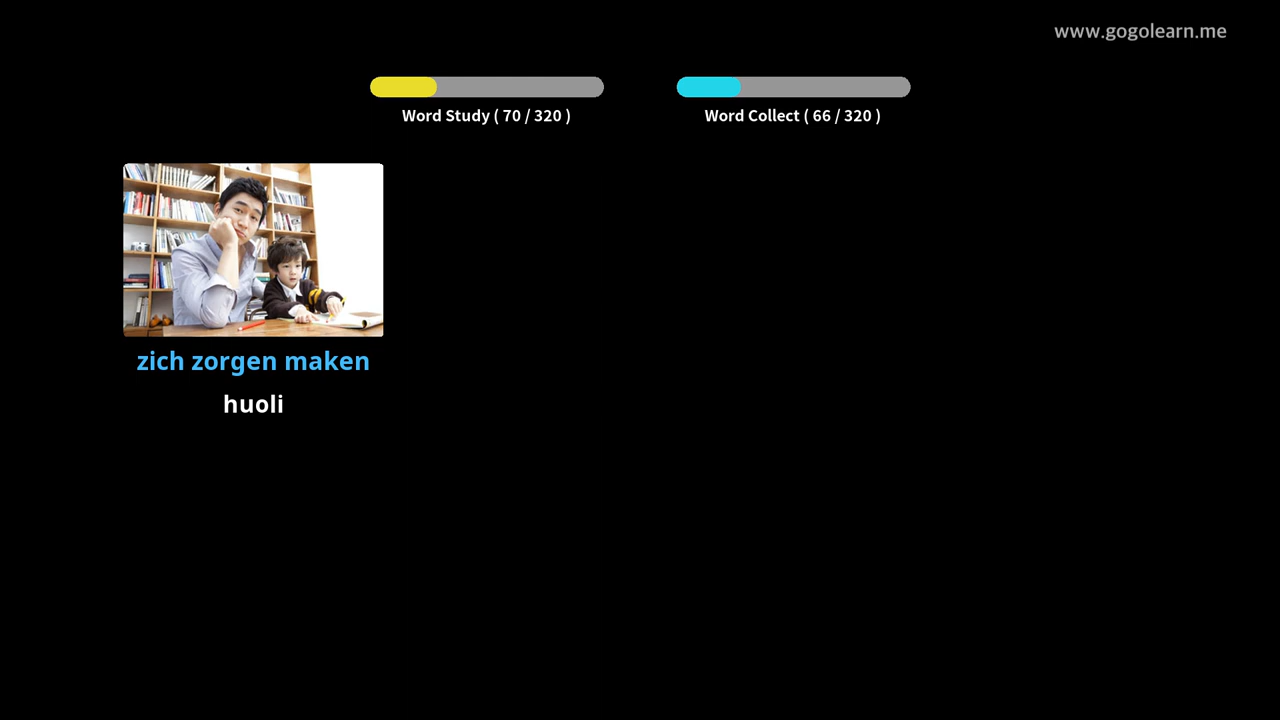 www.gogolearn.me
Word Study ( 70 / 320 )
Word Collect ( 66 / 320 )
zich zorgen maken
huoli